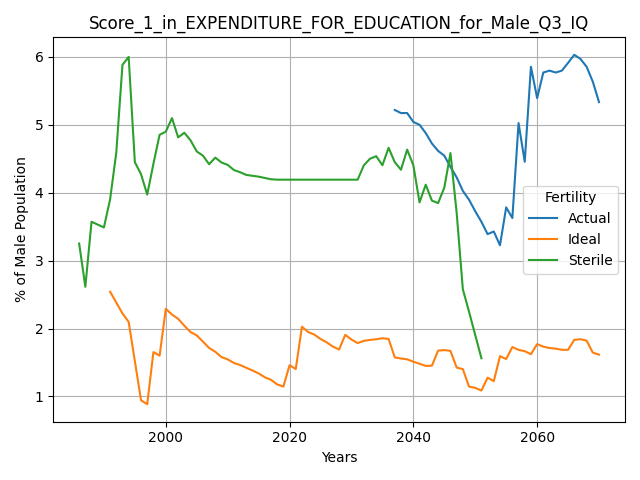 Score_1_in_EXPENDITURE_FOR_EDUCATION_for_Male_Q3_IQ
% of Male Population
6
5
4
3
2
1
Fertility
Actual
Ideal
Sterile
2000 2020 2040 2060
Years